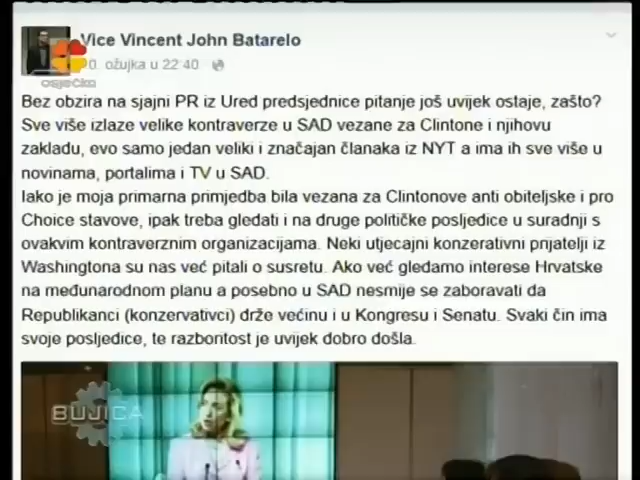 Vice Vincent John Batarelo
0. ožujka u 22:40
osječka
Bez obzira na sjajni PR iz Ured predsjednice pitanje još uvijek ostaje, zašto?
Sve više izlaze velike kontraverze u SAD vezane za Clintone i njihovu
zakladu, evo samo jedan veliki i značajan članaka iz NYT a ima ih sve više u
novinama, portalima i TV u SAD.
Iako je moja primarna primjedba bila vezana za Clintonove anti obiteljske i pro
Choice stavove, ipak treba gledati i na druge političke posljedice u suradnji s
ovakvim kontraverznim organizacijama. Neki utjecajni konzerativni prijatelji iz
Washingtona su nas već pitali o susretu. Ako već gledamo interese Hrvatske
na međunarodnom planu a posebno u SAD nesmije se zaboravati da
Republikanci (konzervativci) drže većinu i u Kongresu i Senatu. Svaki čin ima
svoje posljedice, te razboritost je uvijek dobro došla.
BUJICA